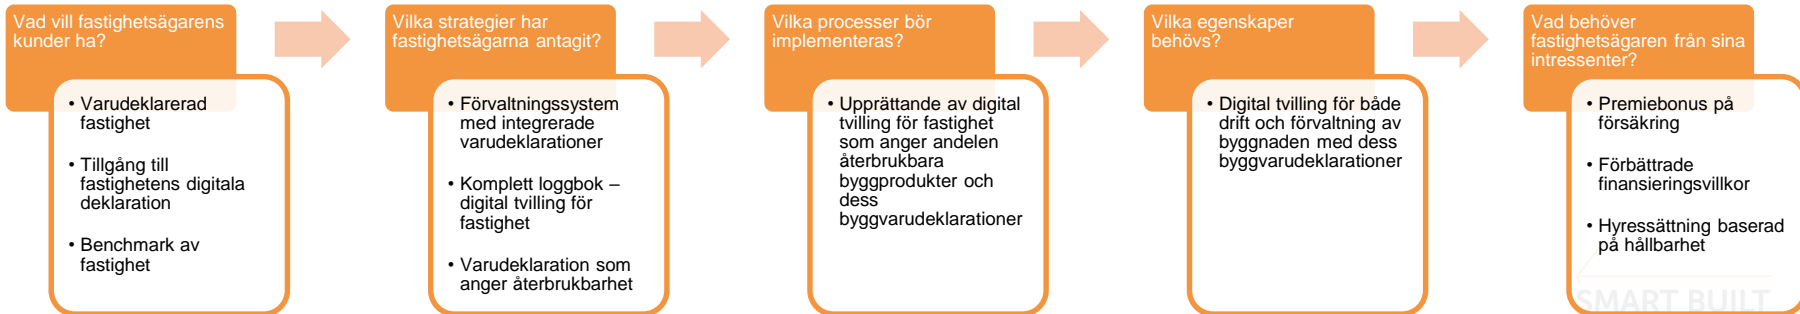 Vad vill fastighetsägarens
kunder ha?
• Varudeklarerad
fastighet
• Tillgång till
fastighetens digitala
deklaration
• Benchmark av
fastighet
Vilka strategier har
fastighetsägarna antagit?
• Förvaltningssystem
med integrerade
varudeklarationer
• Komplett loggbok –
digital tvilling för
fastighet
• Varudeklaration som
anger återbrukbarhet
Vilka processer bör
implementeras?
• Upprättande av digital
tvilling för fastighet
som anger andelen
återbrukbara
byggprodukter och
dess
byggvarudeklarationer
Vilka egenskaper
behövs?
• Digital tvilling för både
drift och förvaltning av
byggnaden med dess
byggvarudeklarationer
Vad behöver
fastighetsägaren från sina
intressenter?
• Premiebonus på
försäkring
• Förbättrade
finansieringsvillkor
• Hyressättning baserad
på hållbarhet
SMART BUILT